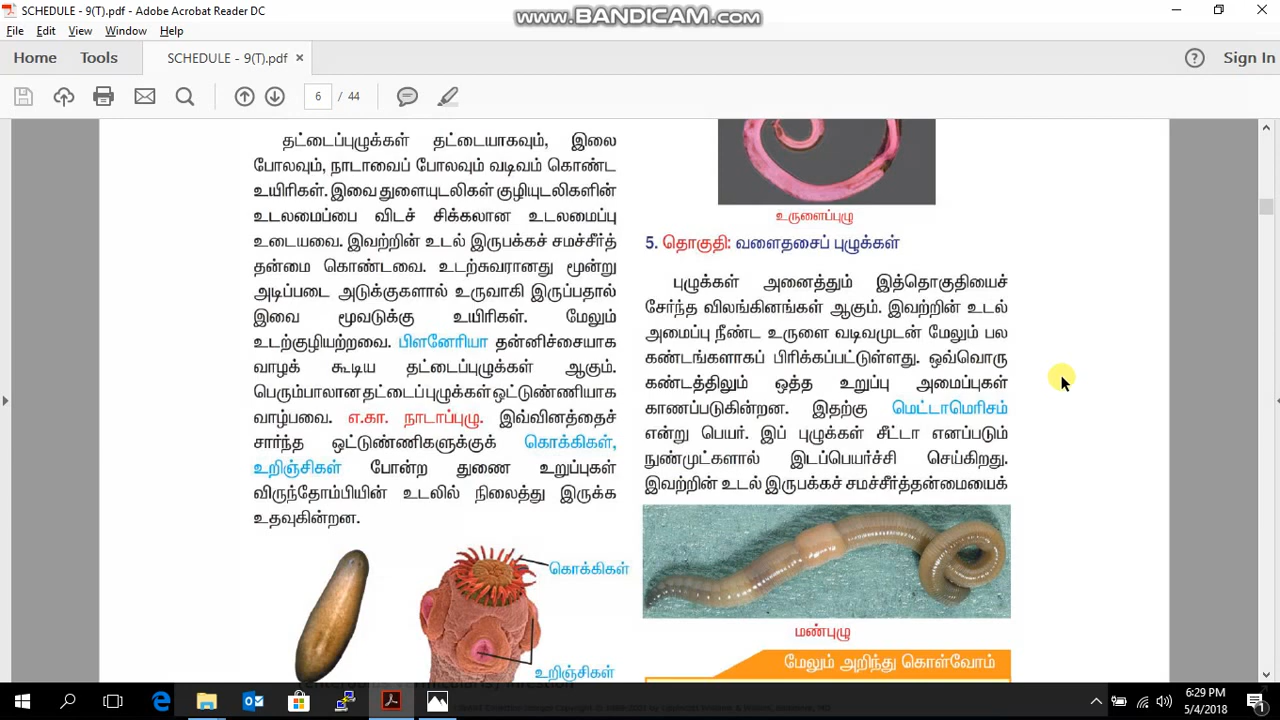 SCHEDULE - 9(T).pdf - Adobe Acrobat Reader DC
www.BANDICAM.com
File Edit View Window Help
Home Tools SCHEDULE - 9(T).pdf × Sign In
6 / 44
தட்டைப்புழுக்கள் தட்டையாகவும், இலை
போலவும், நாடாவைப் போலவும் வடிவம் கொண்ட
உயிரிகள். இவை துளையுடலிகள் குழியுடலிகளின்
உடலமைப்பை விடச் சிக்கலான உடலமைப்பு
உடையவை. இவற்றின் உடல் இருபக்கச் சமச்சீர்த்
தன்மை கொண்டவை. உடற்சுவரானது மூன்று
அடிப்படை அடுக்குகளால் உருவாகி இருப்பதால்
இவை மூவடுக்கு உயிரிகள். மேலும்
உடற்குழியற்றவை. பிளனேரியா தன்னிச்சையாக
வாழக் கூடிய தட்டைப்புழுக்கள் ஆகும்.
பெரும்பாலான தட்டைப்புழுக்கள் ஒட்டுண்ணியாக
வாழ்பவை. எ.கா. நாடாப்புழு. இவ்வினத்தைச்
சார்ந்த ஒட்டுண்ணிகளுக்குக் கொக்கிகள்,
உறிஞ்சிகள் போன்ற துணை உறுப்புகள்
விருந்தோம்பியின் உடலில் நிலைத்து இருக்க
உதவுகின்றன.
கொக்கிகள்
உறிஞ்சிகள்
உருளைப்புழு
5. தொகுதி: வளைதசைப் புழுக்கள்
புழுக்கள் அனைத்தும் இத்தொகுதியைச்
சேர்ந்த விலங்கினங்கள் ஆகும். இவற்றின் உடல்
அமைப்பு நீண்ட உருளை வடிவமுடன் மேலும் பல
கண்டங்களாகப் பிரிக்கப்பட்டுள்ளது. ஒவ்வொரு
கண்டத்திலும் ஒத்த உறுப்பு அமைப்புகள்
காணப்படுகின்றன. இதற்கு மெட்டாமெரிசம்
என்று பெயர். இப் புழுக்கள் சீட்டா எனப்படும்
நுண்முட்களால் இடப்பெயர்ச்சி செய்கிறது.
இவற்றின் உடல் இருபக்கச் சமச்சீர்த்தன்மையைக்
மண்புழு
மேலும் அறிந்து கொள்வோம்
6:29 PM
5/4/2018